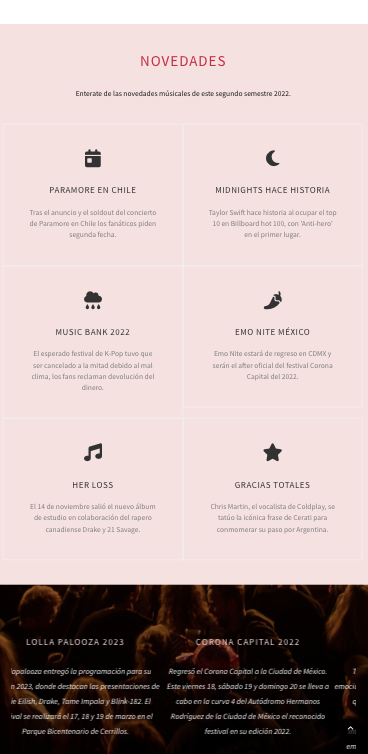 NOVEDADES
Enterate de las novedades músicales de este segundo semestre 2022.
PARAMORE EN CHILE
Tras el anuncio y el soldout del concierto
de Paramore en Chile los fanáticos piden
segunda fecha.
MIDNIGHTS HACE HISTORIA
Taylor Swift hace historia al ocupar el top
10 en Billboard hot 100, con 'Anti-hero'
en el primer lugar.
MUSIC BANK 2022
El esperado festival de K-Pop tuvo que
ser cancelado a la mitad debido al mal
clima, los fans reclaman devolución del
dinero.
EMO NITE MÉXICO
Emo Nite estará de regreso en CDMX y
serán el after oficial del festival Corona
Capital del 2022.
HER LOSS
El 14 de noviembre salió el nuevo álbum
de estudio en colaboración del rapero
canadiense Drake y 21 Savage.
GRACIAS TOTALES
Chris Martin, el vocalista de Coldplay, se
tatúo la icónica frase de Cerati para
conmemorar su paso por Argentina.
LOLLA PALOOZA 2023
apalooza entregó la programación para su
n 2023, donde destacan las presentaciones de
ie Eilish, Drake, Tame Impala y Blink-182. El
ival se realizará el 17, 18 y 19 de marzo en el
Parque Bicentenario de Cerrillos.
CORONA CAPITAL 2022
Regresó el Corona Capital a la Ciudad de México.
Este viernes 18, sábado 19 y domingo 20 se lleva a
cabo en la curva 4 del Autódromo Hermanos
Rodríguez de la Ciudad de México el reconocido
festival en su edición 2022.
emoci
em